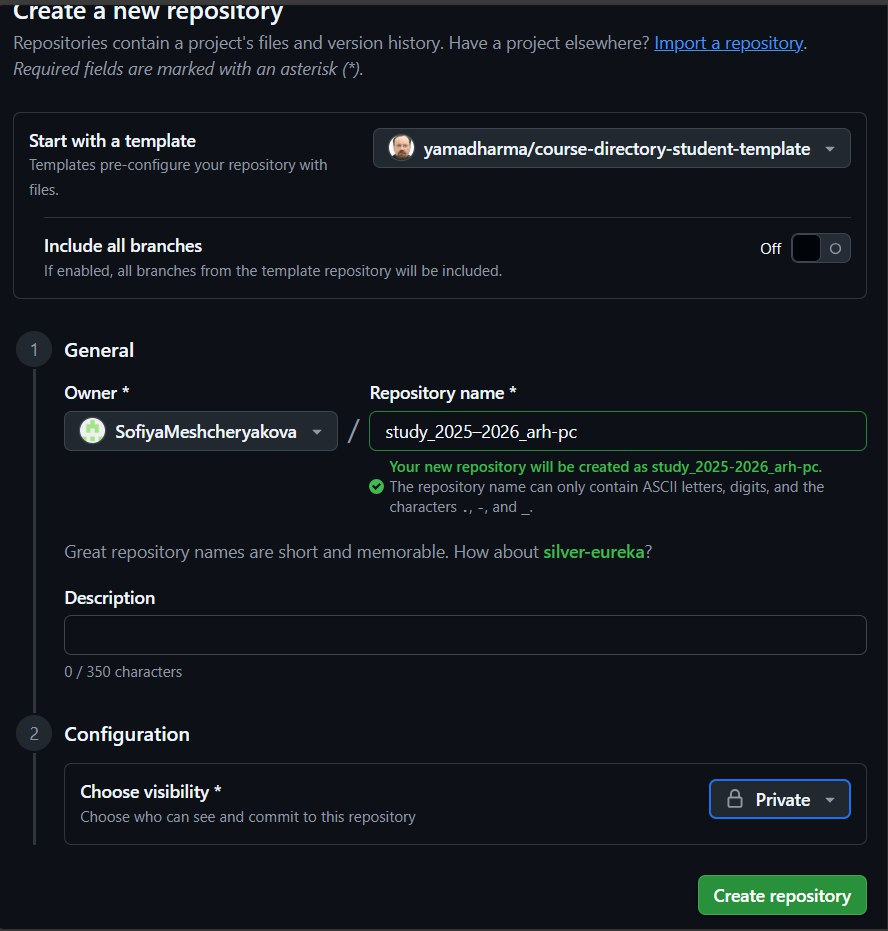 Create a new repository
Repositories contain a project's files and version history. Have a project elsewhere? Import a repository.
Required fields are marked with an asterisk (*).
Start with a template
Templates pre-configure your repository with
files.
yamadharma/course-directory-student-template
Include all branches
If enabled, all branches from the template repository will be included.
Off
1
General
Owner *
SofiyaMeshcheryakova
/
Repository name *
study_2025–2026_arh-pc
Your new repository will be created as study_2025-2026_arh-pc.
The repository name can only contain ASCII letters, digits, and the
characters ., -, and _.
Great repository names are short and memorable. How about silver-eureka?
Description
0 / 350 characters
2
Configuration
Choose visibility *
Choose who can see and commit to this repository
Private
Create repository